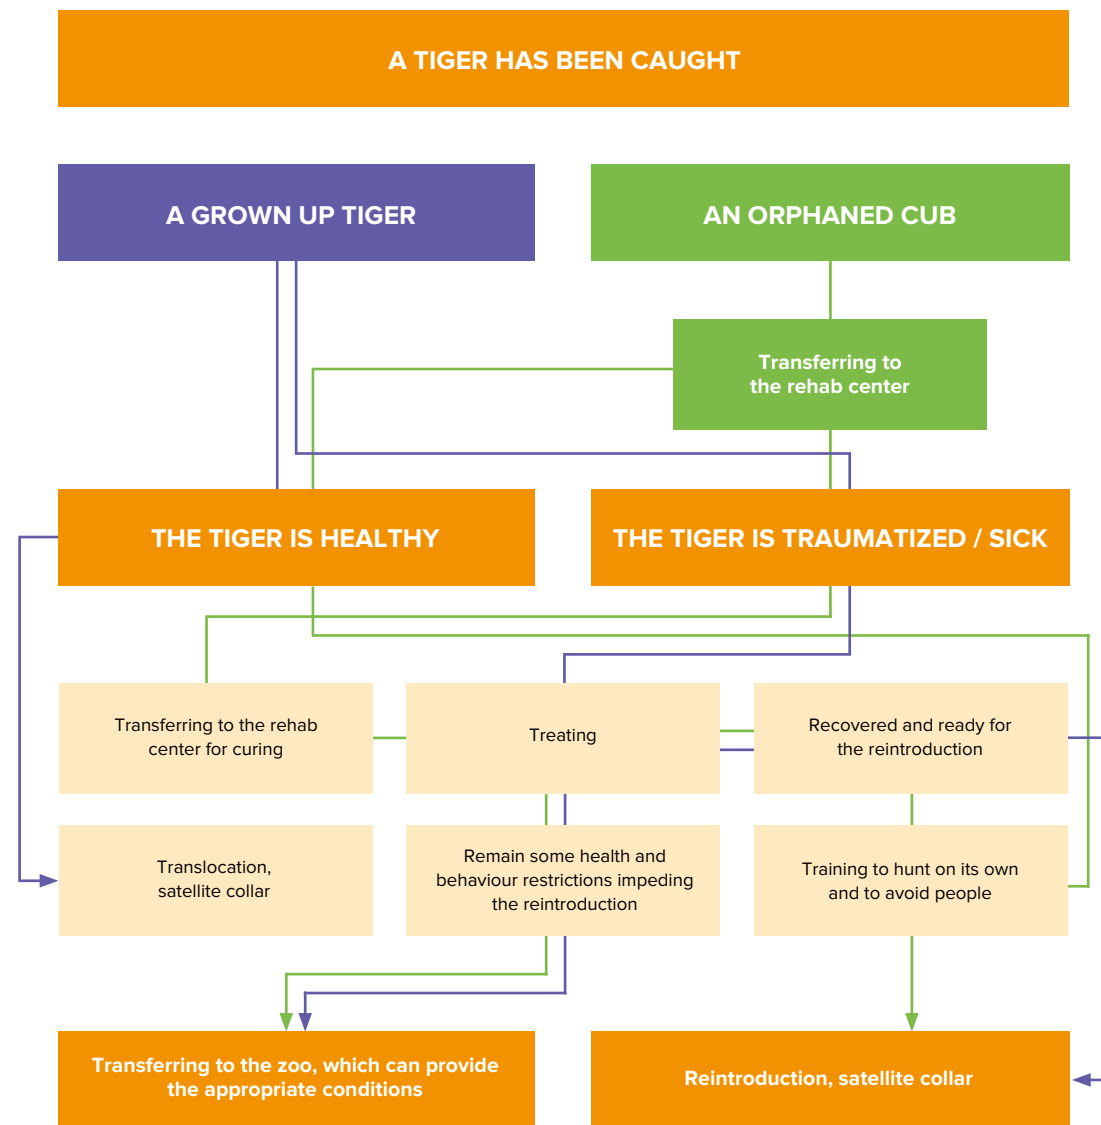 A TIGER HAS BEEN CAUGHT
A GROWN UP TIGER
AN ORPHANED CUB
Transferring to
the rehab center
THE TIGER IS HEALTHY
THE TIGER IS TRAUMATIZED / SICK
Transferring to the rehab
center for curing
Treating
Recovered and ready for
the reintroduction
Translocation,
satellite collar
Remain some health and
behaviour restrictions impeding
the reintroduction
Training to hunt on its own
and to avoid people
Transferring to the zoo, which can provide
the appropriate conditions
Reintroduction, satellite collar